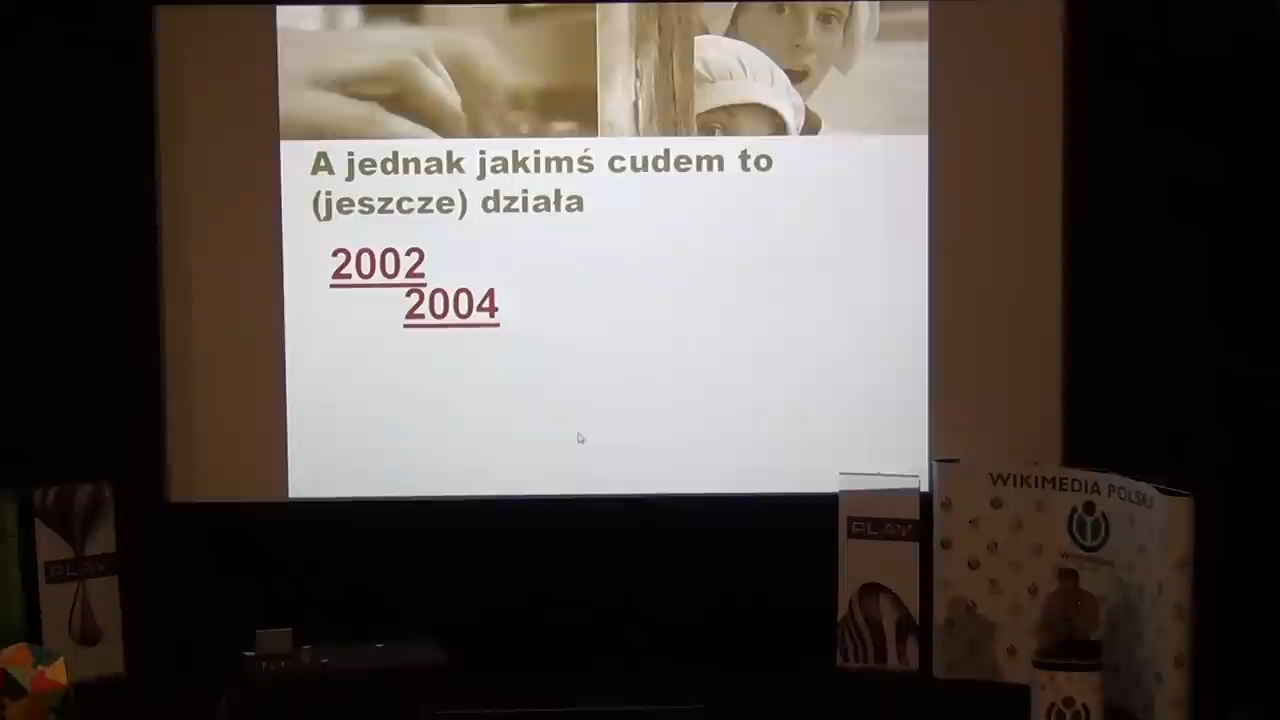 A jednak jakimś cudem to
(jeszcze) działa
2002
2004
PLAY
PLAY
WIKIMEDIA POLSKA